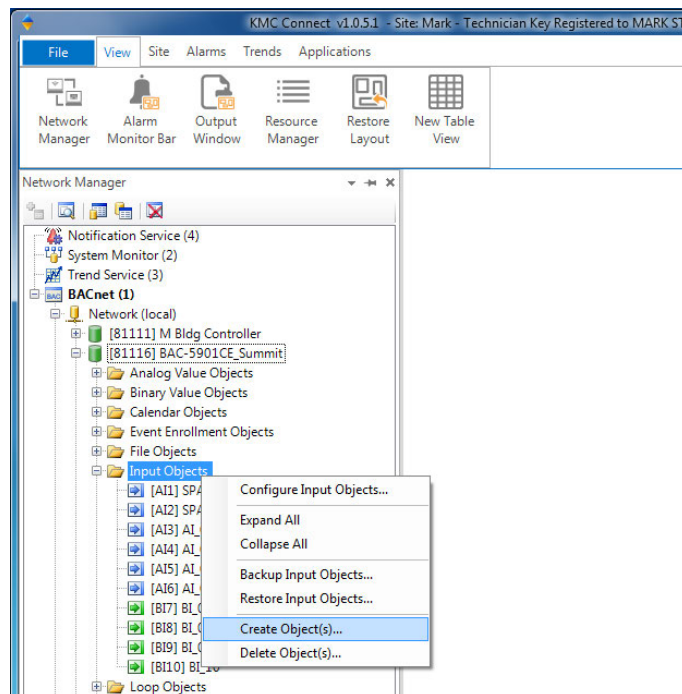 KMC Connect v1.0.5.1 - Site: Mark - Technician Key Registered to MARK
File View Site Alarms Trends Applications
Network Manager
Alarm Monitor Bar
Output Window
Resource Manager
Restore Layout
New Table View
Network Manager
Notification Service (4)
System Monitor (2)
Trend Service (3)
BAC BACnet (1)
Network (local)
[81111] M Bldg Controller
[81116] BAC-5901CE_Summit
Analog Value Objects
Binary Value Objects
Calendar Objects
Event Enrollment Objects
File Objects
Input Objects
[AI1] SPA
[AI2] SPA
[AI3] AI_
[AI4] AI_
[AI5] AI_
[AI6] AI_
[BI7] BI_0
[BI8] BI_0
[BI9] BI_0
[BI10] BI_10
Loop Objects
Configure Input Objects...
Expand All
Collapse All
Backup Input Objects...
Restore Input Objects...
Create Object(s)...
Delete Object(s)...